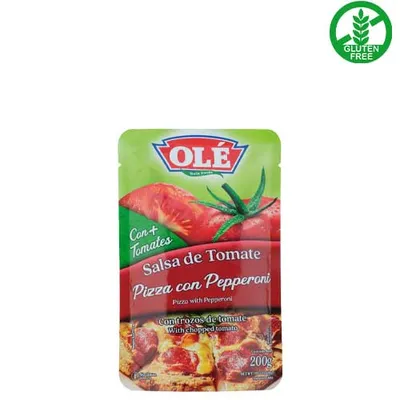 GLUTEN
FREE
OLÉ
Con+
Tomates
Salsa de Tomate
Pizza con Pepperoni
Pizza with Pepperoni
Con trozos de tomate
With chopped tomato
200g